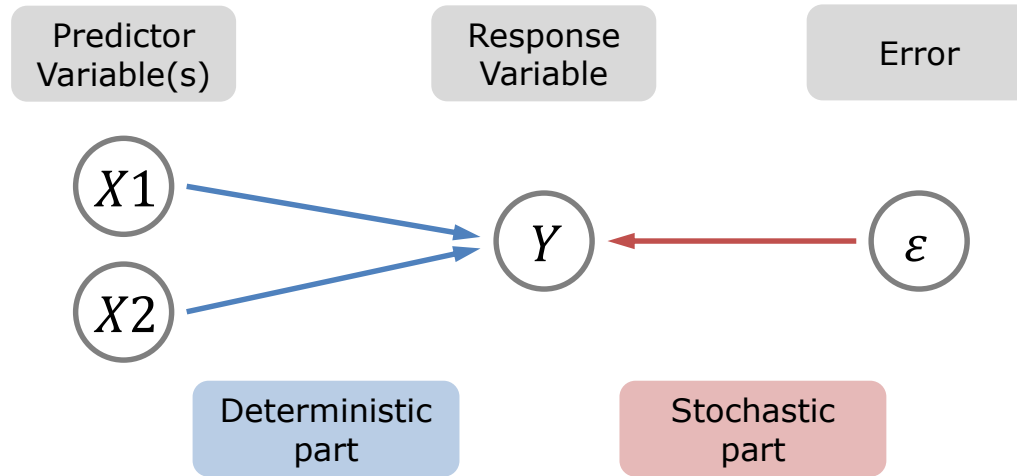 Predictor
Variable(s)
Response
Variable
Error
X1
X2
Y
ε
Deterministic
part
Stochastic
part